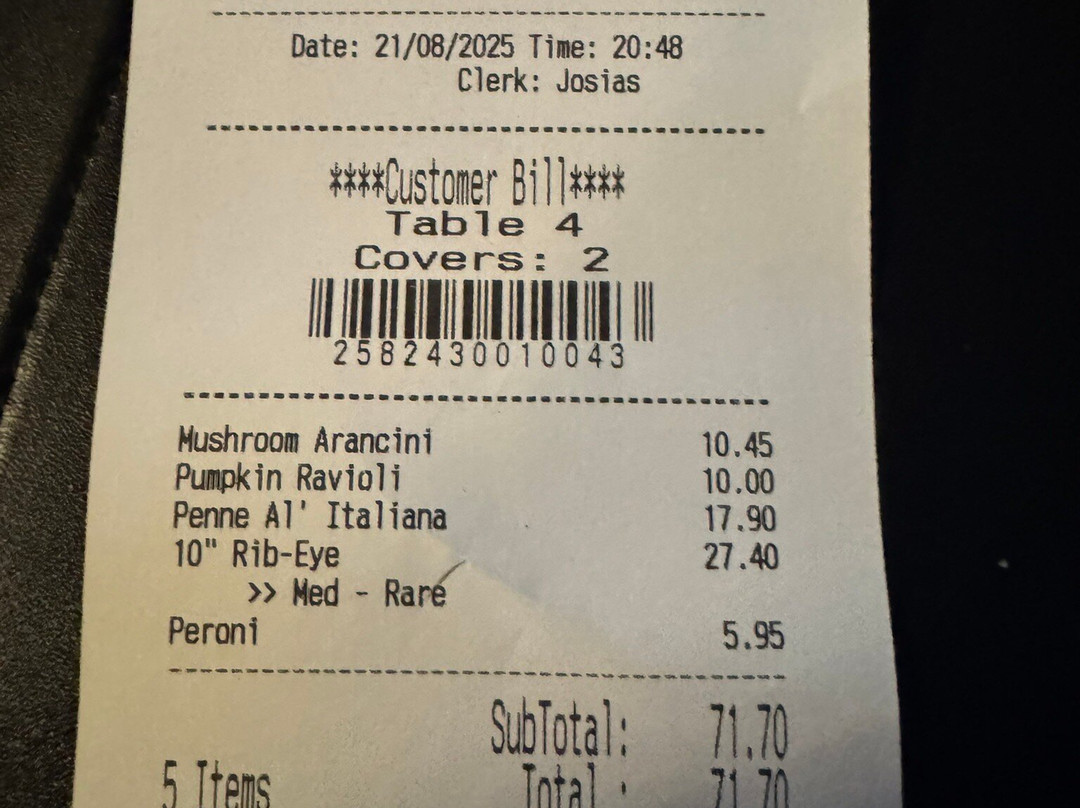 Date: 21/08/2025 Time: 20:48
Clerk: Josias
****Customer Bill****
Table 4
Covers: 2
2582430010043
Mushroom Arancini 10.45
Pumpkin Ravioli 10.00
Penne Al' Italiana 17.90
10" Rib-Eye 27.40
>> Med - Rare
Peroni 5.95
SubTotal: 71.70
5 Items Total : 71.70